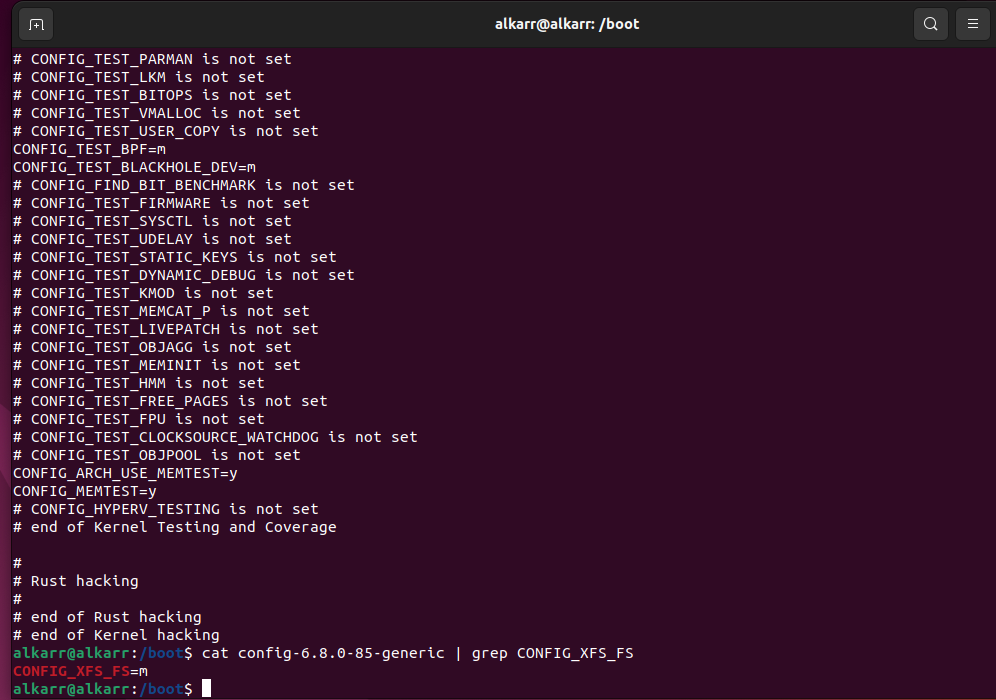 alkarr@alkarr: /boot
# CONFIG_TEST_PARMAN is not set
# CONFIG_TEST_LKM is not set
# CONFIG_TEST_BITOPS is not set
# CONFIG_TEST_VMALLOC is not set
# CONFIG_TEST_USER_COPY is not set
CONFIG_TEST_BPF=m
CONFIG_TEST_BLACKHOLE_DEV=m
# CONFIG_FIND_BIT_BENCHMARK is not set
# CONFIG_TEST_FIRMWARE is not set
# CONFIG_TEST_SYSCTL is not set
# CONFIG_TEST_UDELAY is not set
# CONFIG_TEST_STATIC_KEYS is not set
# CONFIG_TEST_DYNAMIC_DEBUG is not set
# CONFIG_TEST_KMOD is not set
# CONFIG_TEST_MEMCAT_P is not set
# CONFIG_TEST_LIVEPATCH is not set
# CONFIG_TEST_OBJAGG is not set
# CONFIG_TEST_MEMINIT is not set
# CONFIG_TEST_HMM is not set
# CONFIG_TEST_FREE_PAGES is not set
# CONFIG_TEST_FPU is not set
# CONFIG_TEST_CLOCKSOURCE_WATCHDOG is not set
# CONFIG_TEST_OBJPOOL is not set
CONFIG_ARCH_USE_MEMTEST=y
CONFIG_MEMTEST=y
# CONFIG_HYPERV_TESTING is not set
# end of Kernel Testing and Coverage
#
# Rust hacking
#
# end of Rust hacking
# end of Kernel hacking
alkarr@alkarr:/boot$ cat config-6.8.0-85-generic | grep CONFIG_XFS_FS
CONFIG_XFS_FS=m
alkarr@alkarr:/boot$